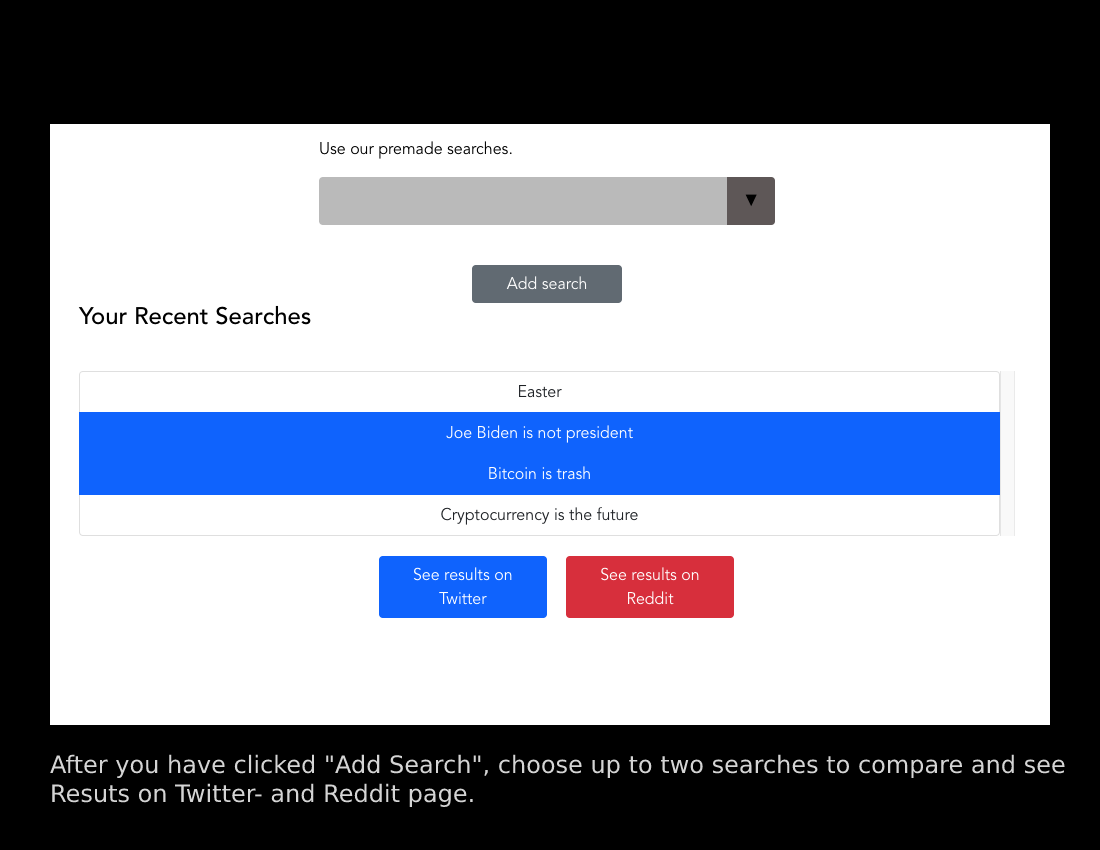 Use our premade searches.
▼
Add search
Your Recent Searches
Easter
Joe Biden is not president
Bitcoin is trash
Cryptocurrency is the future
See results on
Twitter
See results on
Reddit
After you have clicked "Add Search", choose up to two searches to compare and see
Resuts on Twitter- and Reddit page.